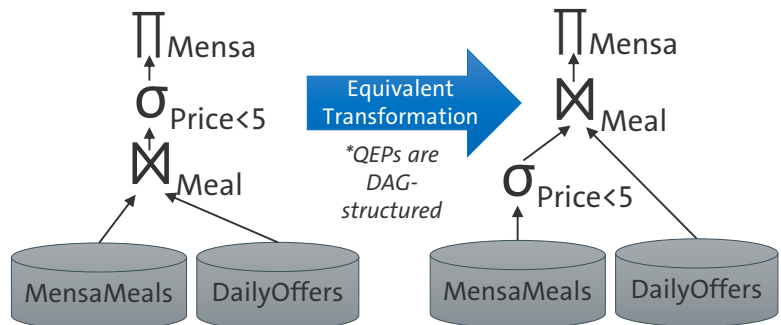 ∏Mensa
σPrice<5
⋈Meal
MensaMeals
DailyOffers
Equivalent
Transformation
*QEPs are
DAG-
structured
∏Mensa
⋈Meal
σPrice<5
MensaMeals
DailyOffers